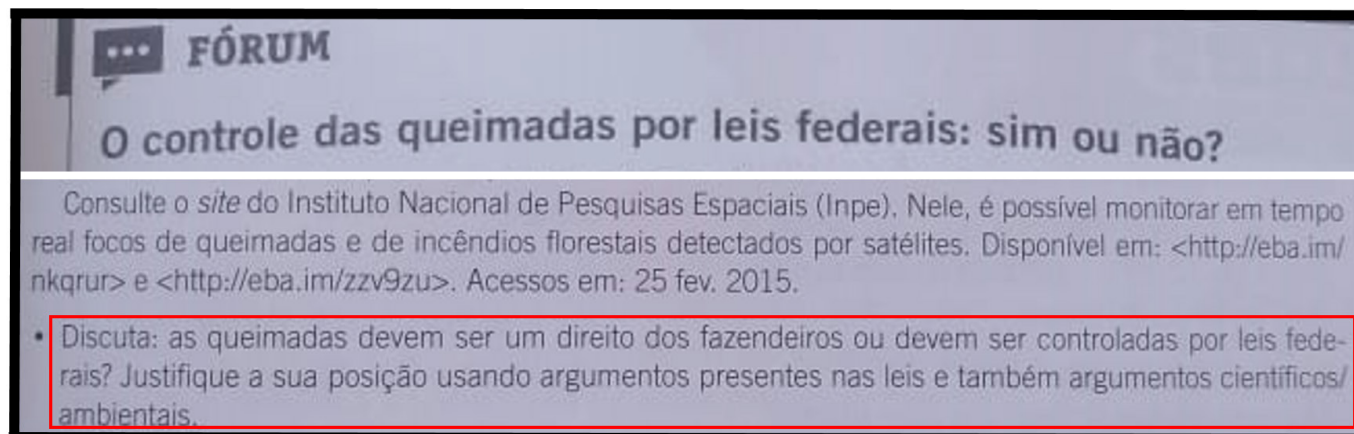 FÓRUM
O controle das queimadas por leis federais: sim ou não?
Consulte o site do Instituto Nacional de Pesquisas Espaciais (Inpe). Nele, é possível monitorar em tempo
real focos de queimadas e de incêndios florestais detectados por satélites. Disponível em: <http://eba.im/
nkqrur> e <http://eba.im/zzv9zu>. Acessos em: 25 fev. 2015.
• Discuta: as queimadas devem ser um direito dos fazendeiros ou devem ser controladas por leis fede-
rais? Justifique a sua posição usando argumentos presentes nas leis e também argumentos científicos/
ambientais.